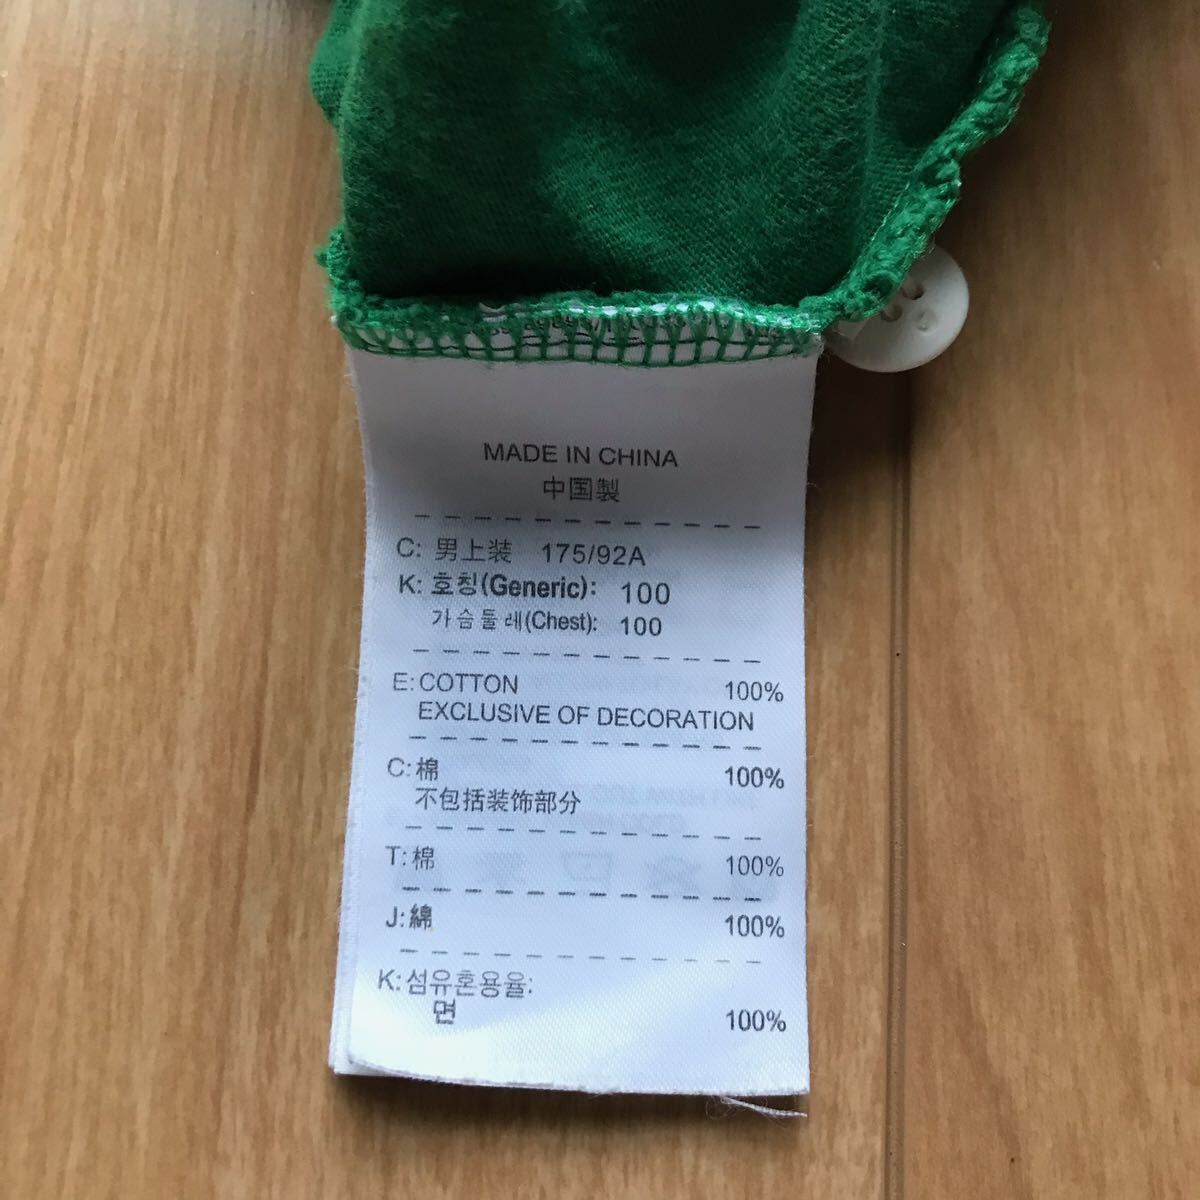 MADE IN CHINA
中国製
C: 男上装 175/92A
K: 호칭(Generic): 100
가슴둘레(Chest): 100
E: COTTON 100%
EXCLUSIVE OF DECORATION
C: 棉 100%
不包括装饰部分
T: 棉 100%
J: 綿 100%
K: 섬유혼용율:
면 100%